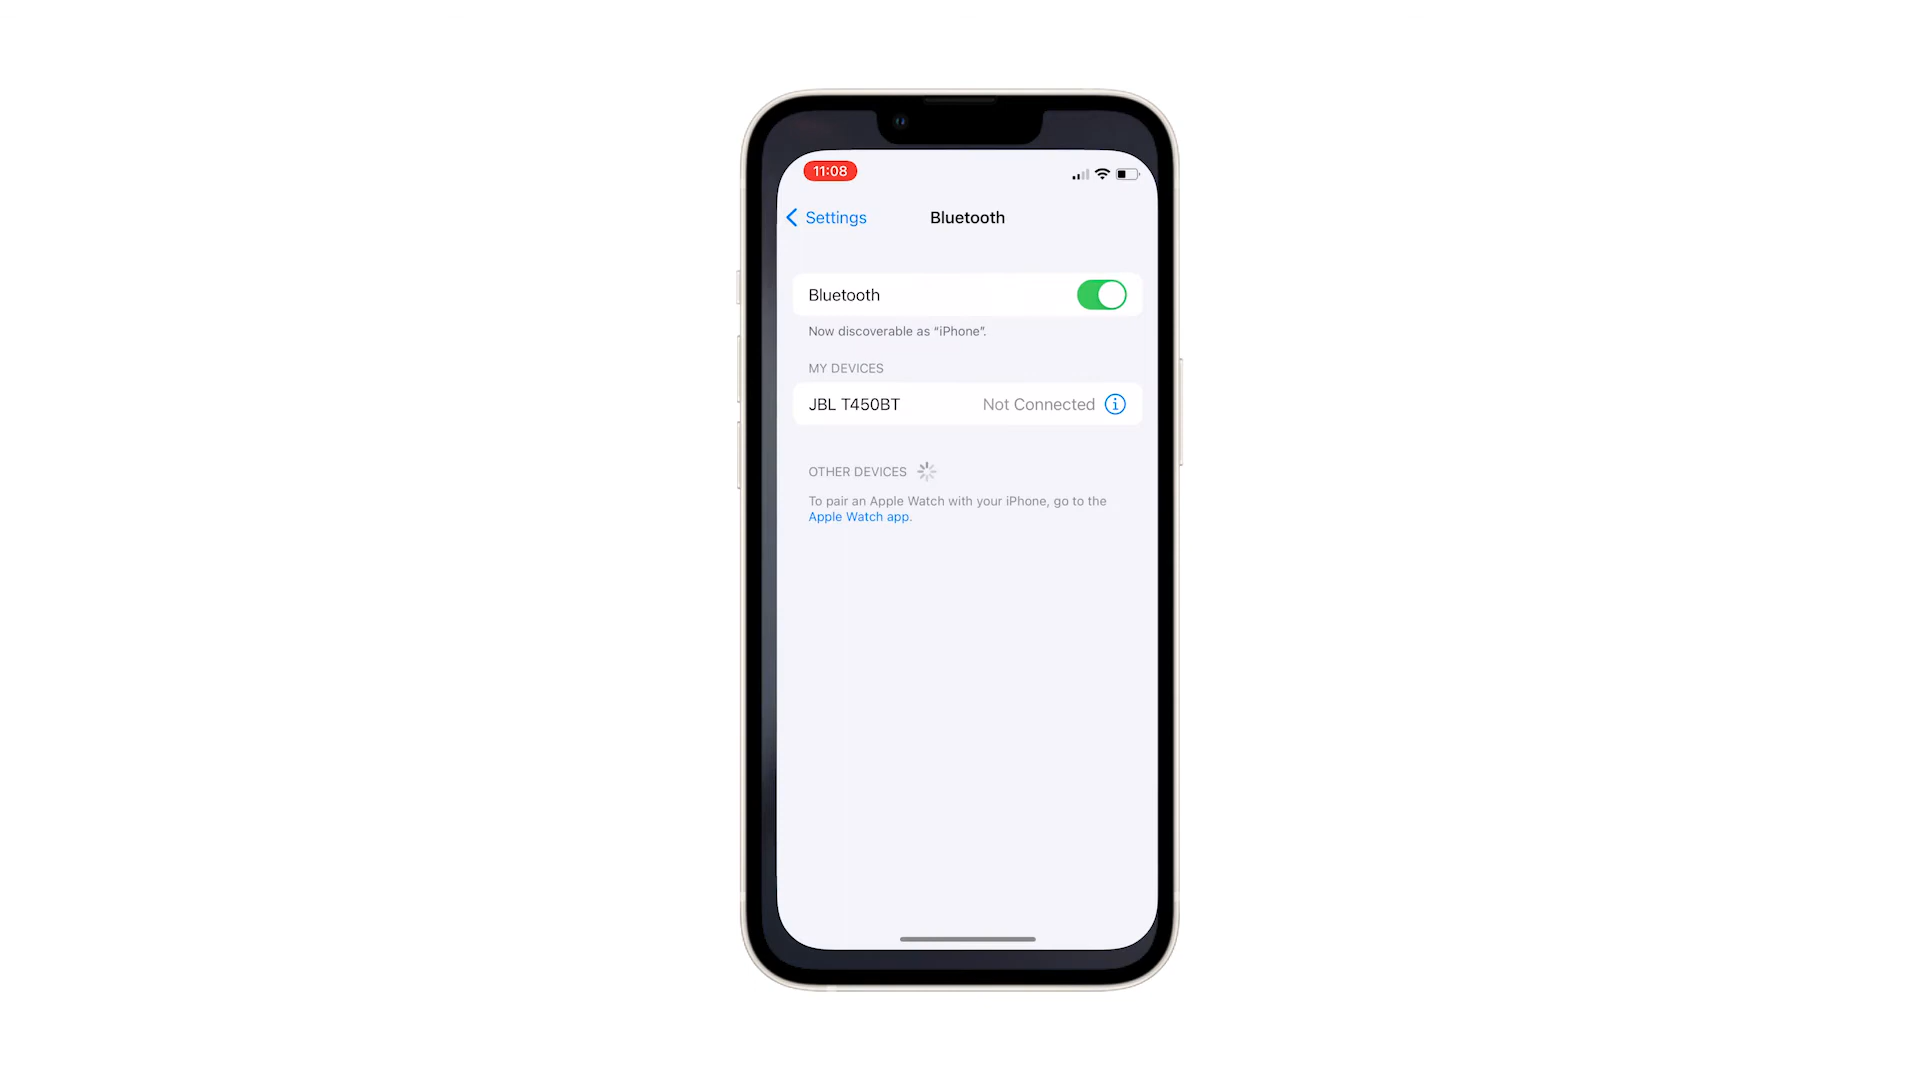 11:08
Settings
Bluetooth
Bluetooth
Now discoverable as “iPhone”.
MY DEVICES
JBL T450BT Not Connected
OTHER DEVICES
To pair an Apple Watch with your iPhone, go to the
Apple Watch app.